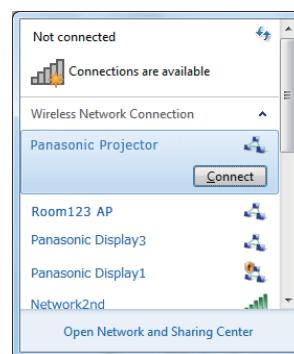 Not connected
Connections are available
Wireless Network Connection
Panasonic Projector
Connect
Room123 AP
Panasonic Display3
Panasonic Display1
Network2nd
Open Network and Sharing Center